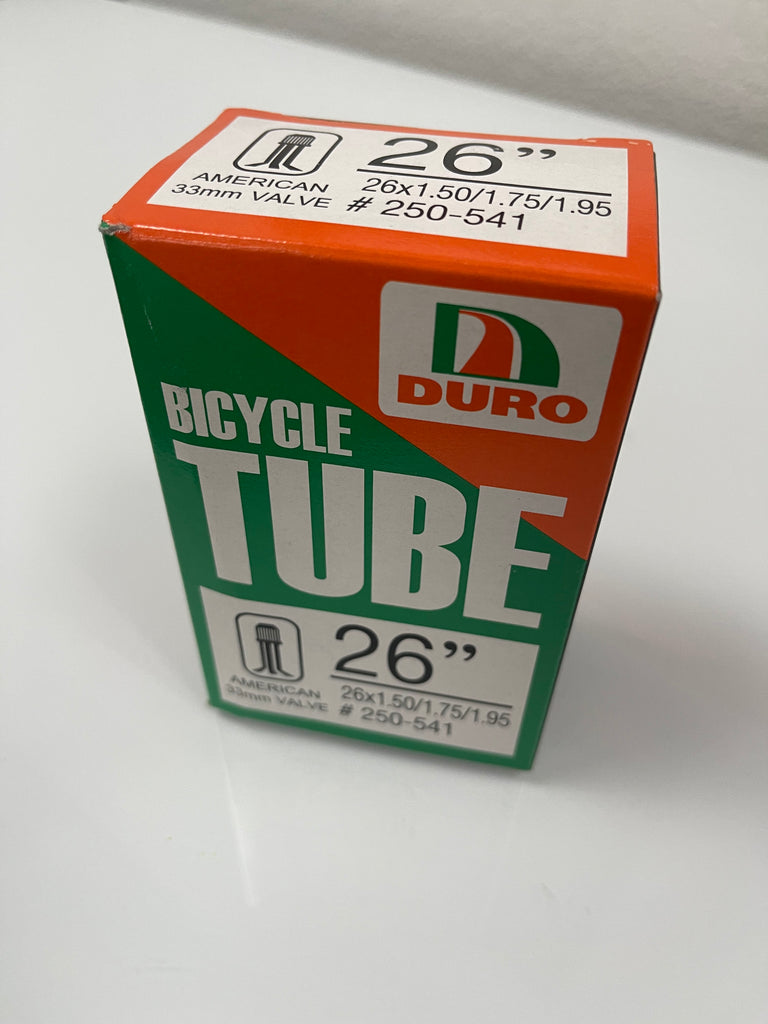 26”
AMERICAN
33mm VALVE
26x1.50/1.75/1.95
# 250-541
DURO
BICYCLE
TUBE
26”
AMERICAN
33mm VALVE
26x1.50/1.75/1.95
# 250-541